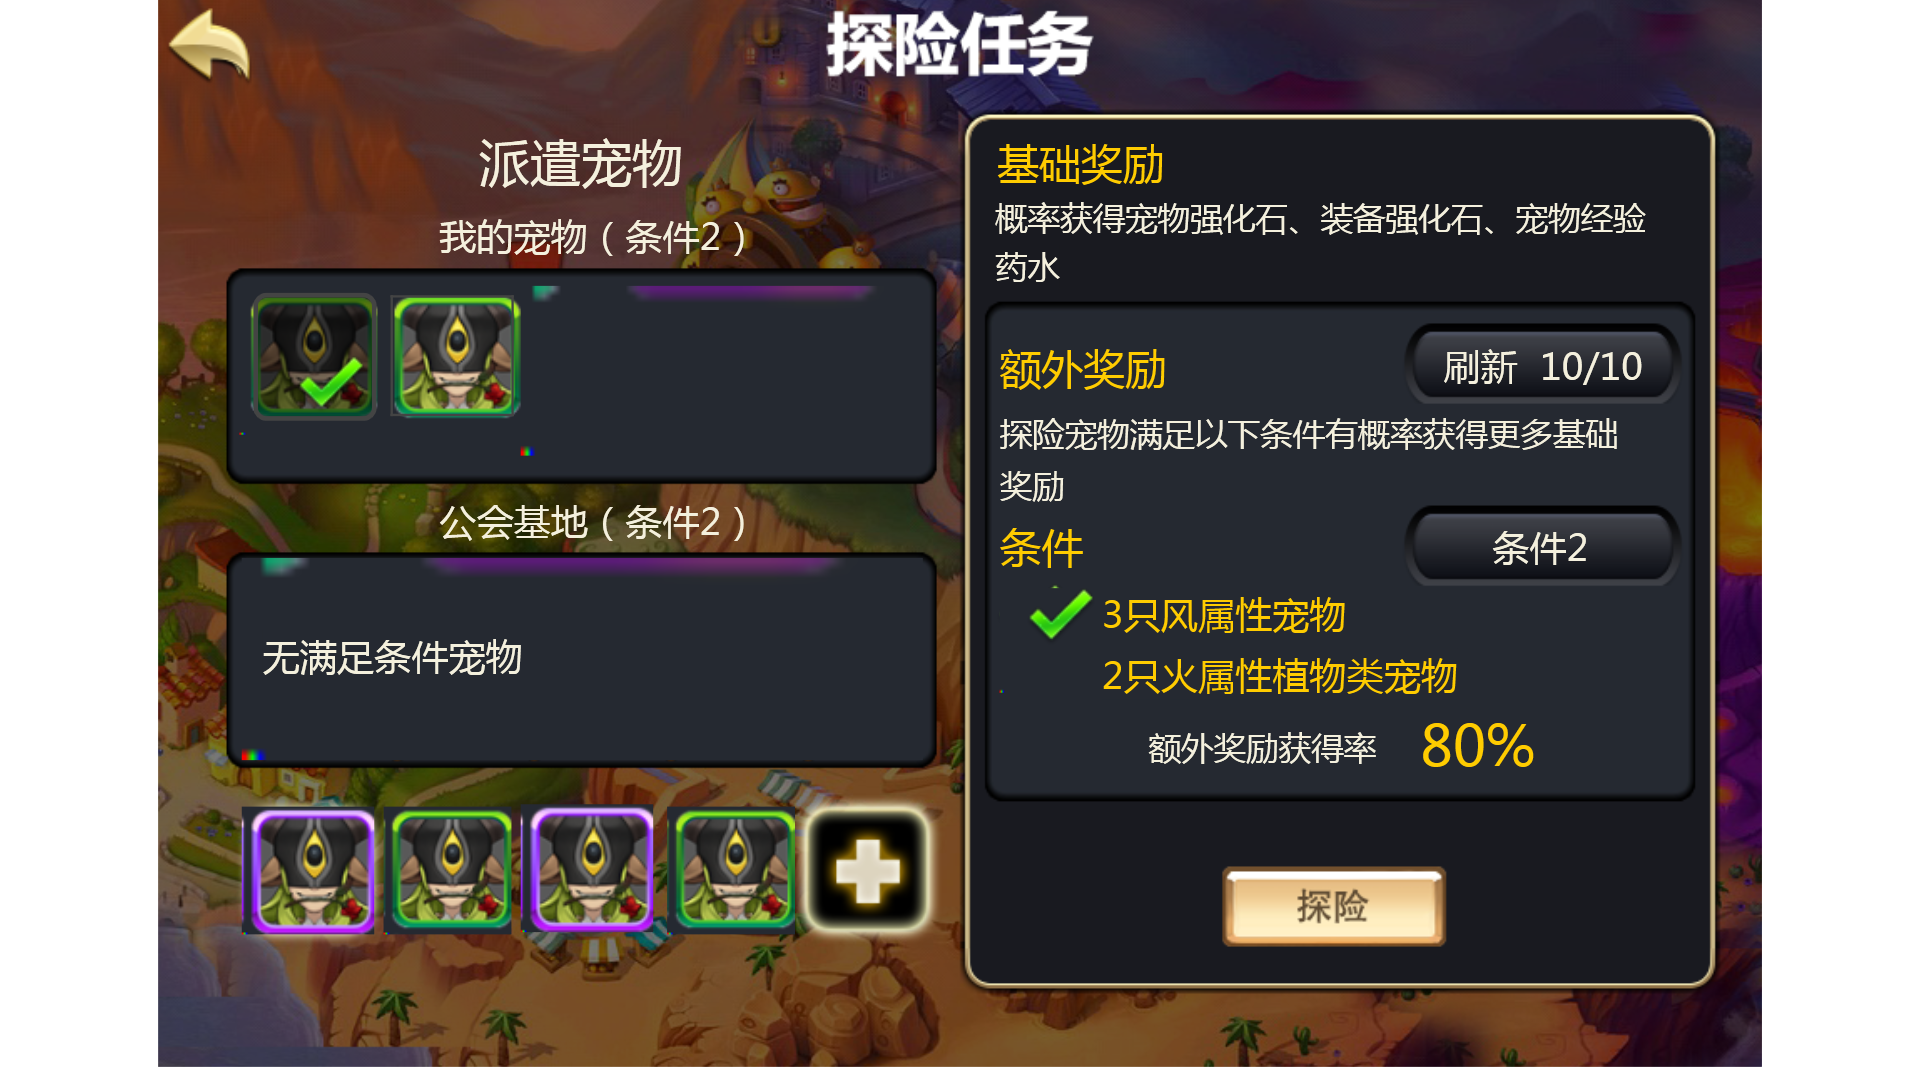 探险任务
派遣宠物
我的宠物（条件2）
公会基地（条件2）
无满足条件宠物
基础奖励
概率获得宠物强化石、装备强化石、宠物经验
药水
额外奖励
刷新 10/10
探险宠物满足以下条件有概率获得更多基础
奖励
条件
条件2
3只风属性宠物
2只火属性植物类宠物
额外奖励获得率 80%
探险